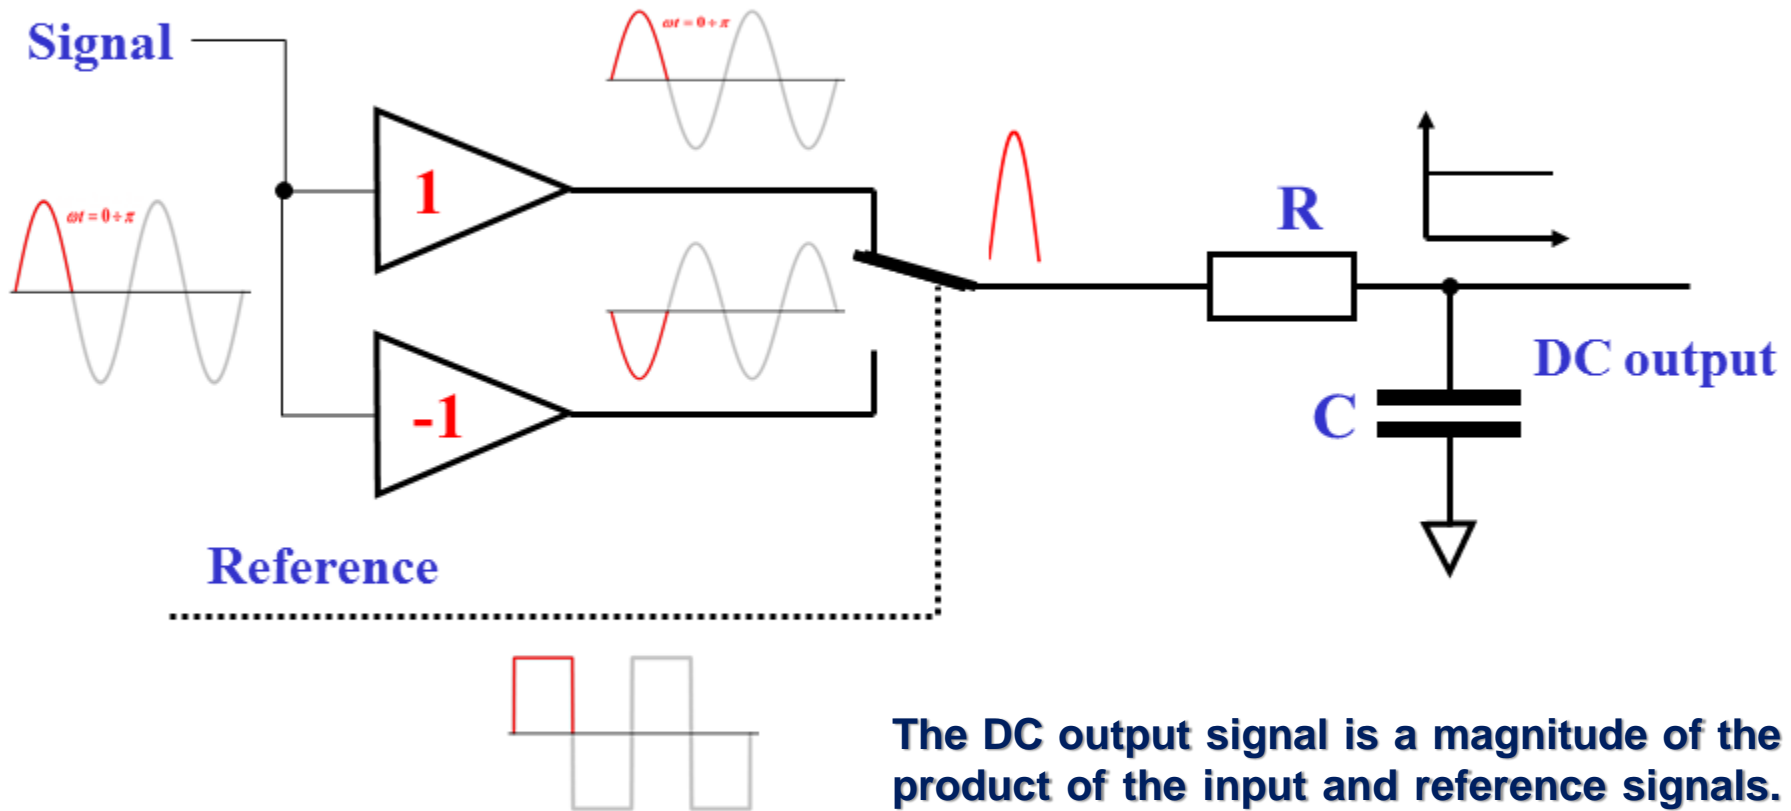 Signal
ωt = 0 ÷ π
ωt = 0 ÷ π
1
-1
R
C
DC output
Reference
The DC output signal is a magnitude of the
product of the input and reference signals.